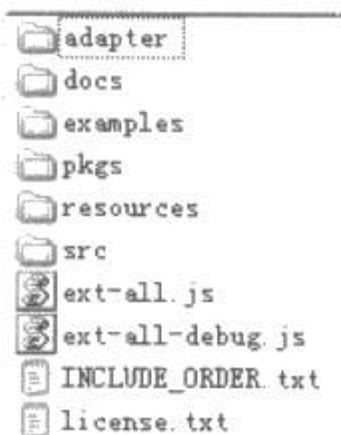 adapter
docs
examples
pkgs
resources
src
ext-all.js
ext-all-debug.js
INCLUDE_ORDER.txt
license.txt